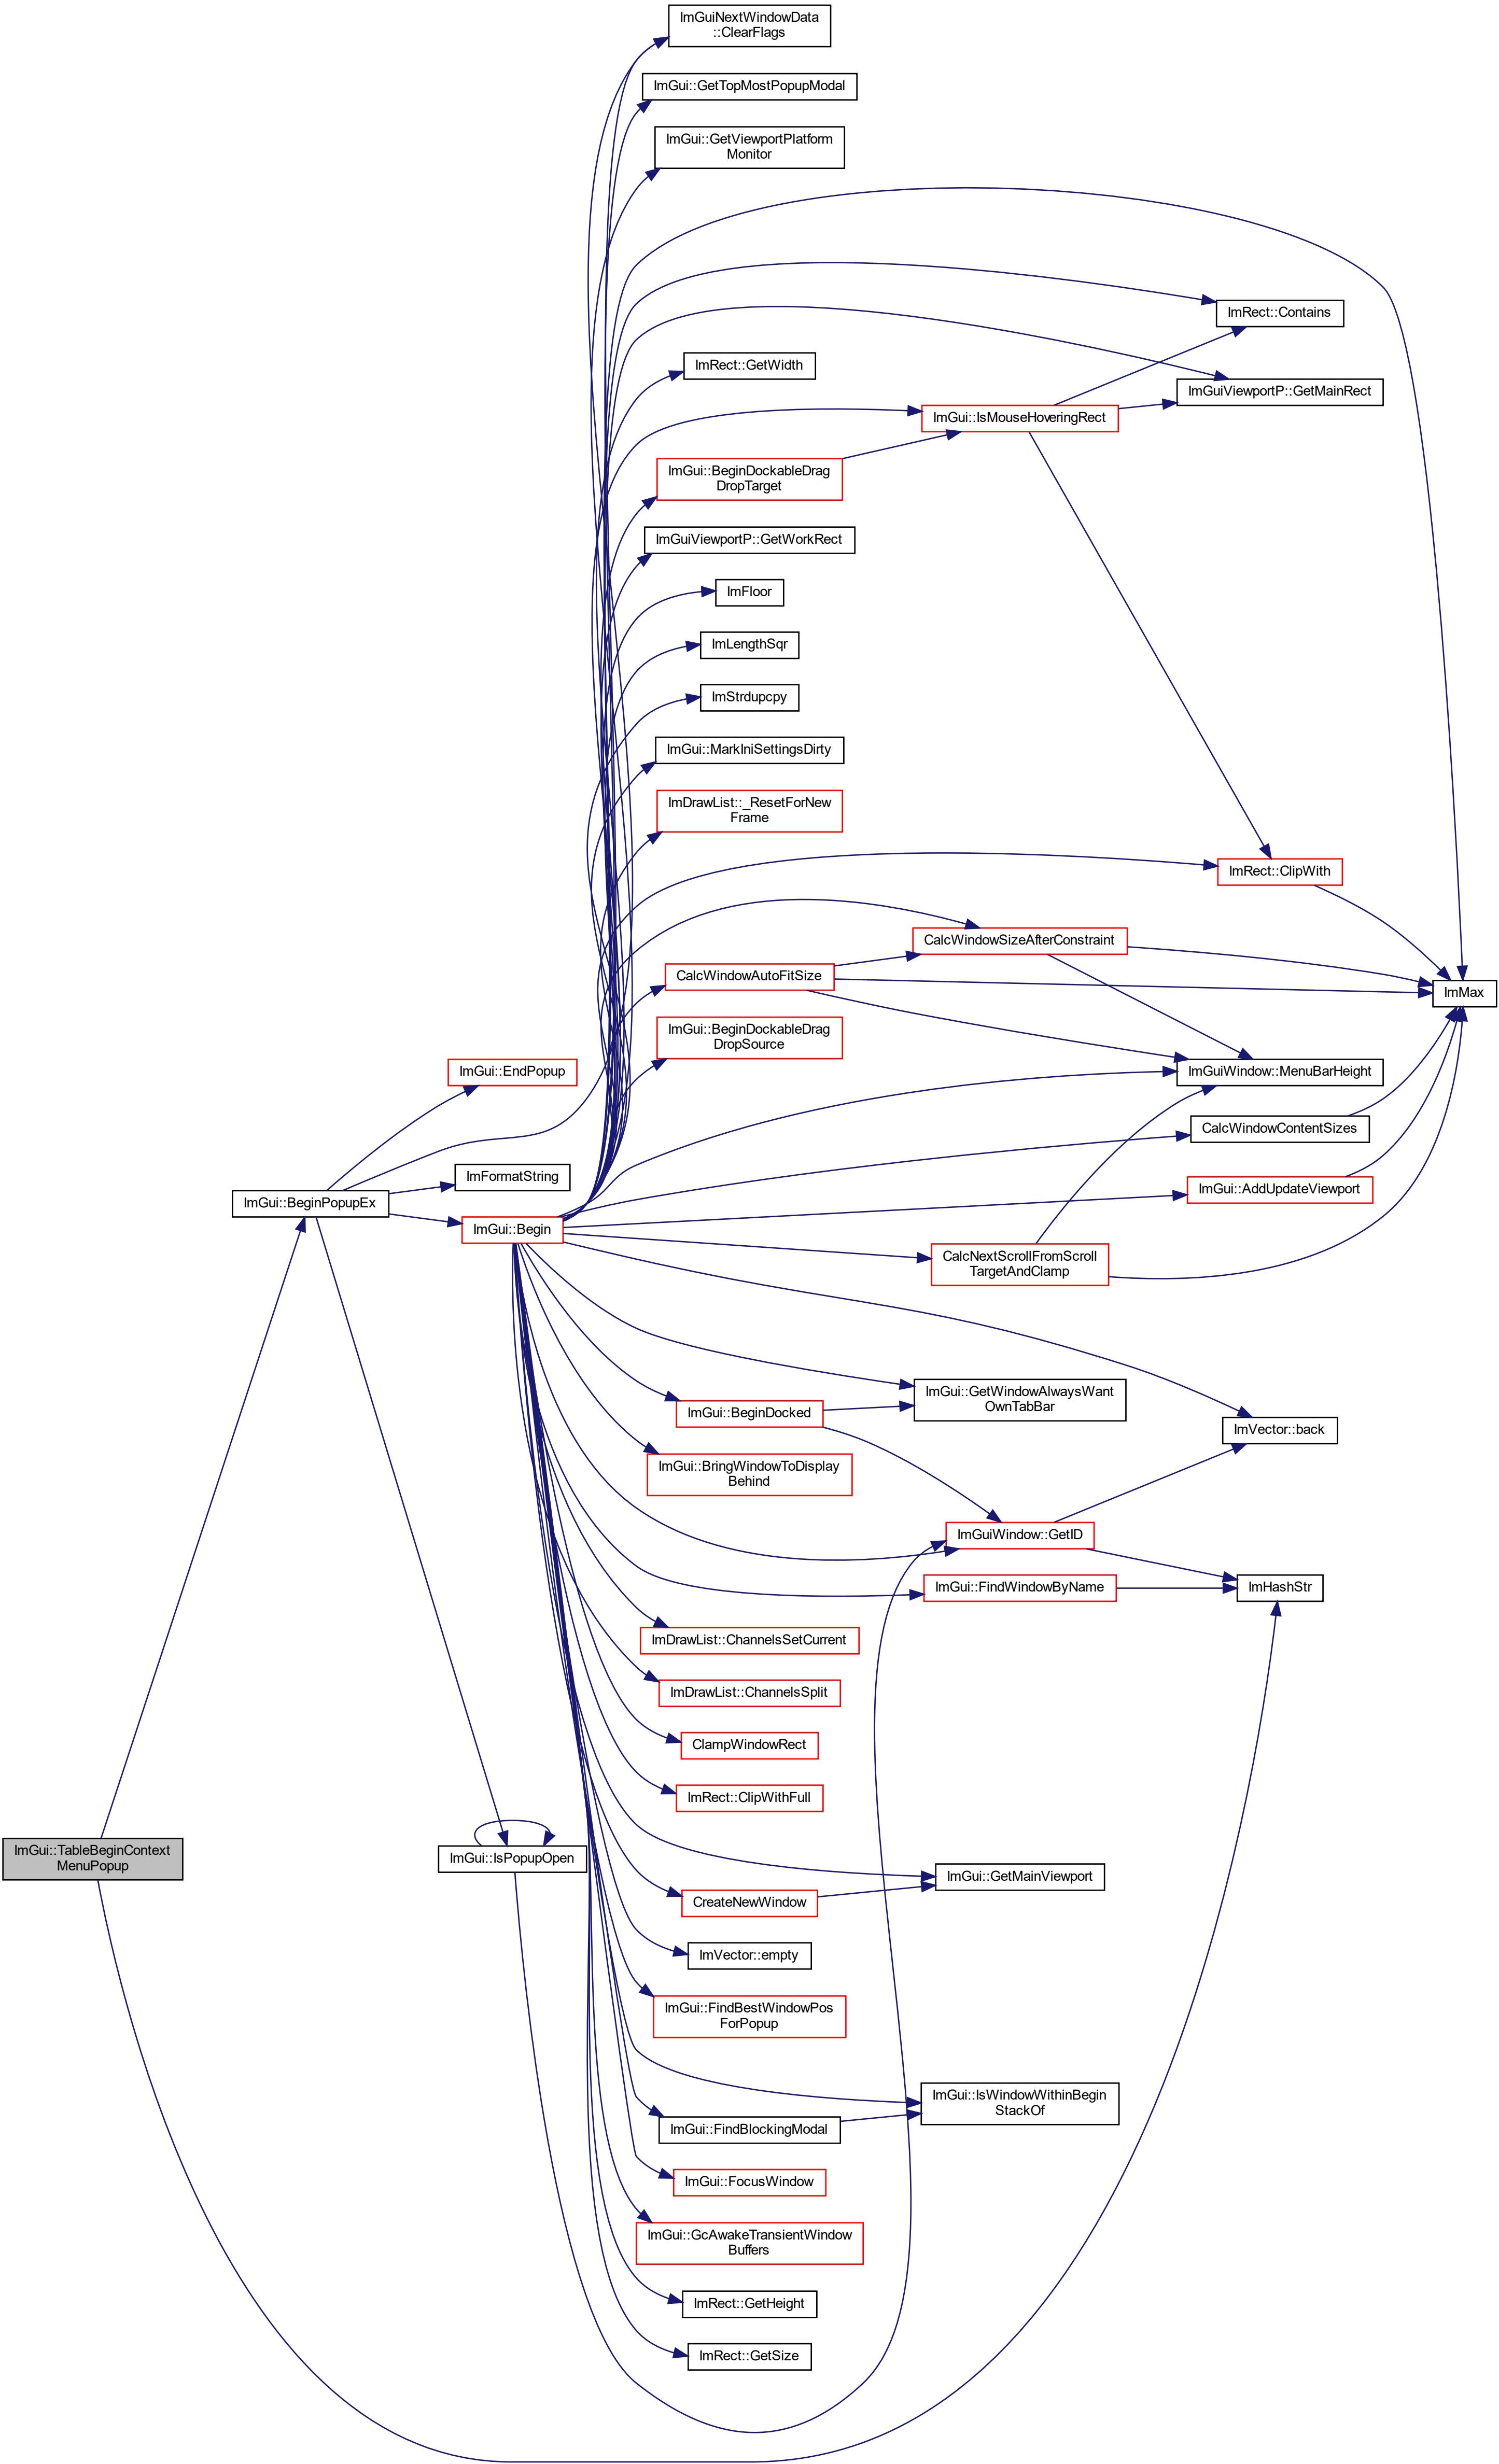 ImGuiNextWindowData
::ClearFlags
ImGui::GetTopMostPopupModal
ImGui::GetViewportPlatform
Monitor
ImRect::Contains
ImRect::GetWidth
ImGuiViewportP::GetMainRect
ImGui::IsMouseHoveringRect
ImGui::BeginDockableDrag
DropTarget
ImGuiViewportP::GetWorkRect
ImFloor
ImLengthSqr
ImStrdupcpy
ImGui::MarkIniSettingsDirty
ImDrawList::_ResetForNew
Frame
ImRect::ClipWith
CalcWindowSizeAfterConstraint
CalcWindowAutoFitSize
ImMax
ImGui::BeginDockableDrag
DropSource
ImGui::EndPopup
ImGuiWindow::MenuBarHeight
CalcWindowContentSizes
ImFormatString
ImGui::AddUpdateViewport
ImGui::BeginPopupEx
ImGui::Begin
CalcNextScrollFromScroll
TargetAndClamp
ImGui::GetWindowAlwaysWant
OwnTabBar
ImGui::BeginDocked
ImVector::back
ImGui::BringWindowToDisplay
Behind
ImGuiWindow::GetID
ImGui::FindWindowByName
ImHashStr
ImDrawList::ChannelsSetCurrent
ImDrawList::ChannelsSplit
ClampWindowRect
ImRect::ClipWithFull
ImGui::TableBeginContext
MenuPopup
ImGui::IsPopupOpen
ImGui::GetMainViewport
CreateNewWindow
ImVector::empty
ImGui::FindBestWindowPos
ForPopup
ImGui::IsWindowWithinBegin
StackOf
ImGui::FindBlockingModal
ImGui::FocusWindow
ImGui::GcAwakeTransientWindow
Buffers
ImRect::GetHeight
ImRect::GetSize